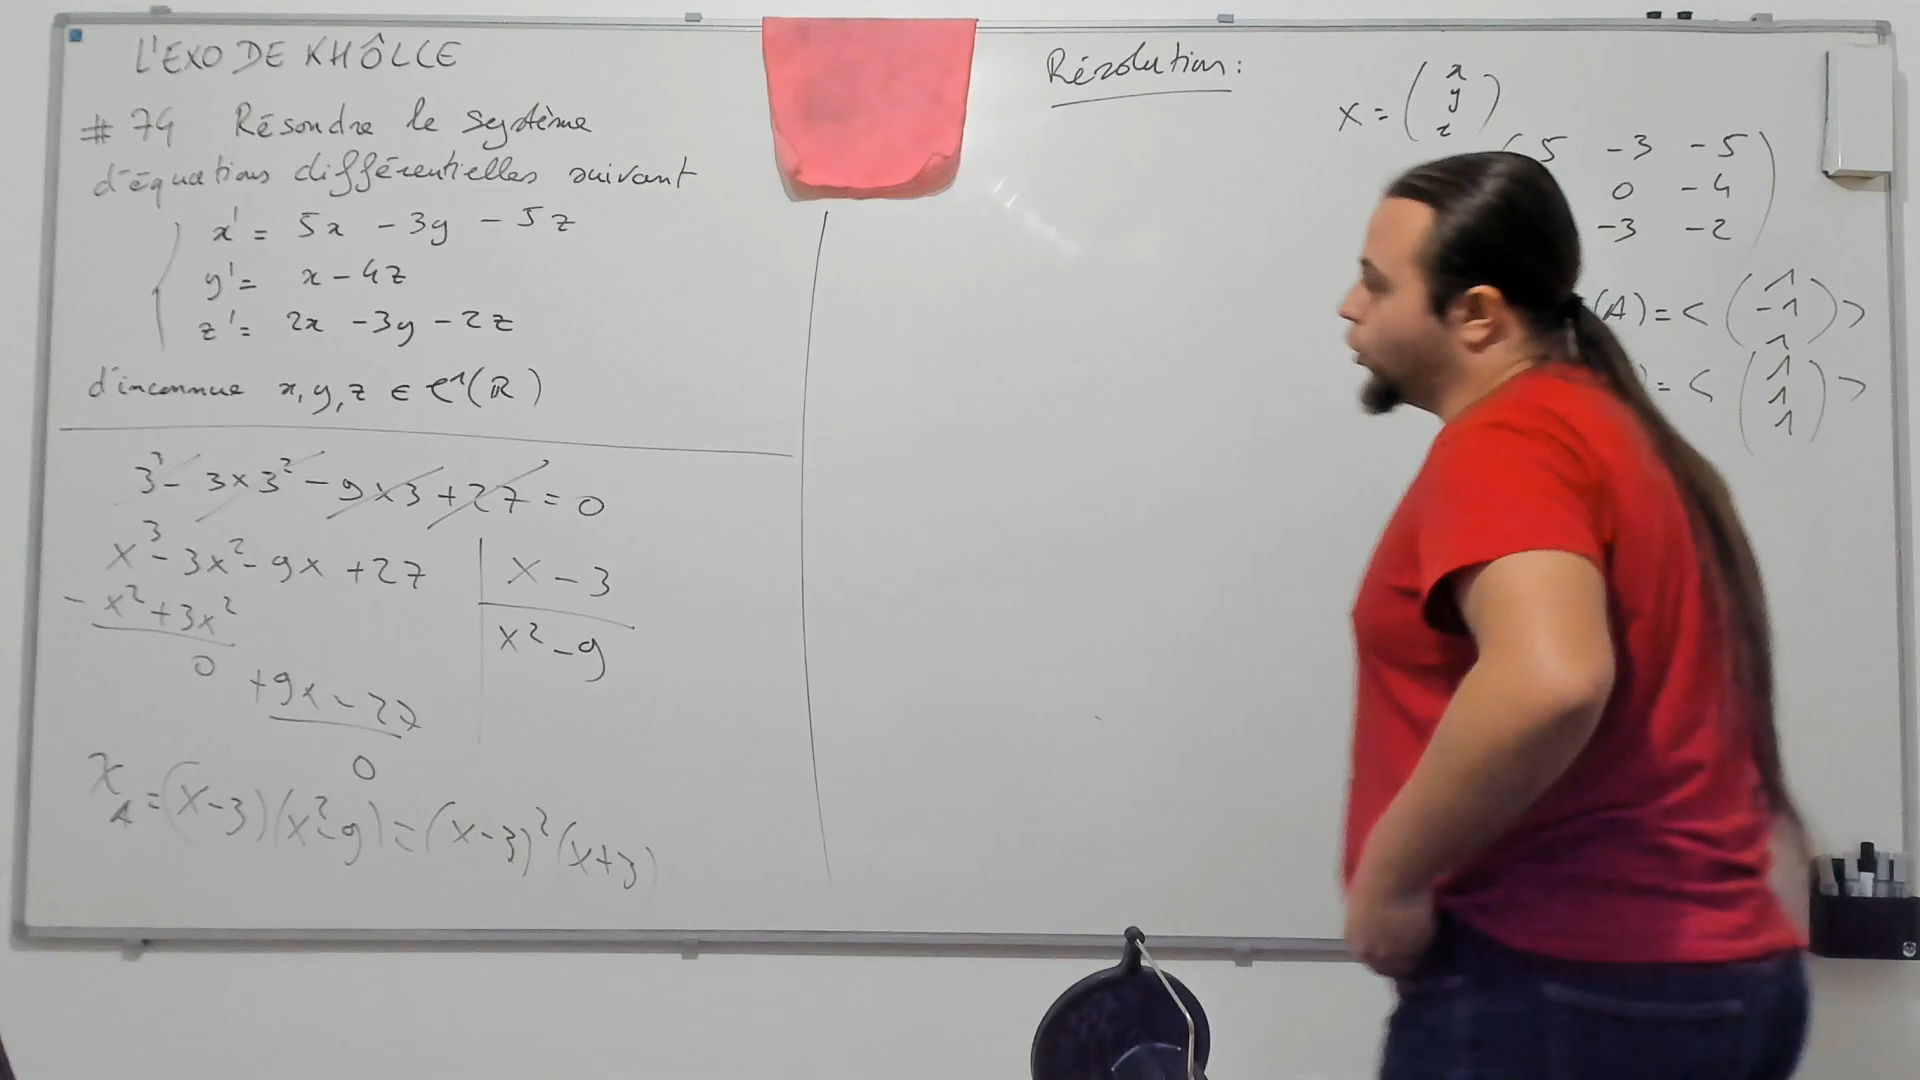 L'EXO DE KHÔLLE
# 74 Résoudre le système
d'équations différentielles suivant
x' = 5x - 3y - 5z
y' = x - 4z
z' = 2x - 3y - 2z
d'inconnue x, y, z ∈ C¹(ℝ)
3³ - 3×3² - 9×3 + 27 = 0
X³ - 3X² - 9X + 27 | X - 3
- X² + 3X² | X² - 9
0
+ 9X - 27
0
χ_A = (X-3)(X²-9) = (X-3)²(X+3)
Résolution :
X = ( x
y
z )
( 5 -3 -5 )
0 -4
-3 -2
(A) = < ( 1
-1
1 ) >
) = < ( 1
1
1 ) >